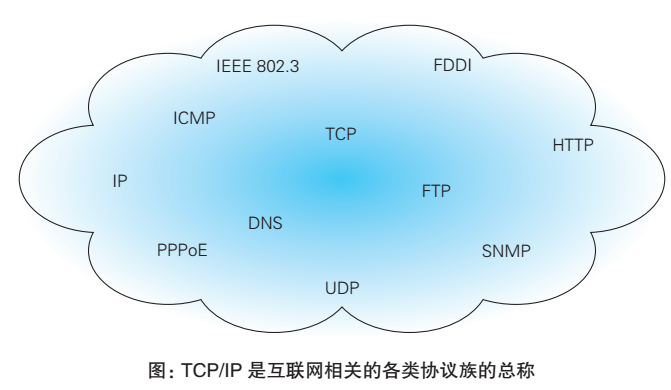 IEEE 802.3
FDDI
ICMP
TCP
HTTP
IP
FTP
DNS
PPPoE
SNMP
UDP
图：TCP/IP 是互联网相关的各类协议族的总称